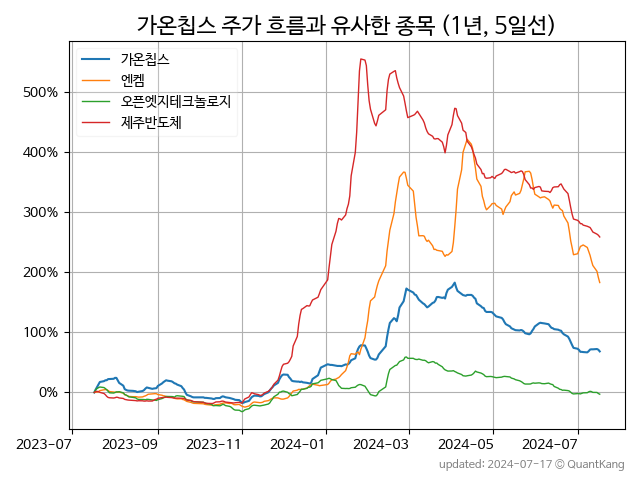 가온칩스 주가 흐름과 유사한 종목 (1년, 5일선)
가온칩스
엔켐
오픈엣지테크놀로지
제주반도체
500%
400%
300%
200%
100%
0%
2023-07 2023-09 2023-11 2024-01 2024-03 2024-05 2024-07
updated: 2024-07-17 © QuantKang